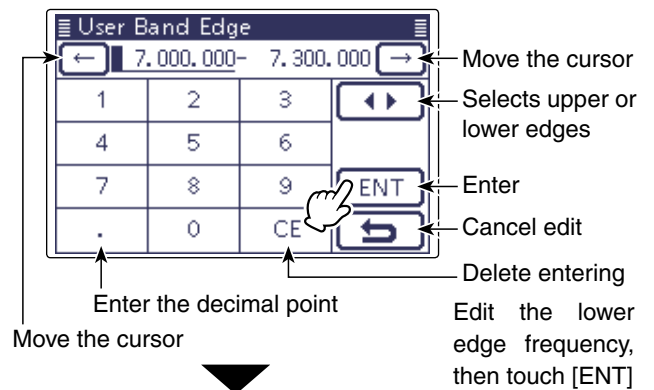 User Band Edge
← 7.000.000- 7.300.000 →
Move the cursor
1 2 3 ◀ ▶
Selects upper or
lower edges
4 5 6
7 8 9 ENT
Enter
. 0 CE
Cancel edit
Delete entering
Enter the decimal point
Move the cursor
Edit the lower
edge frequency,
then touch [ENT]